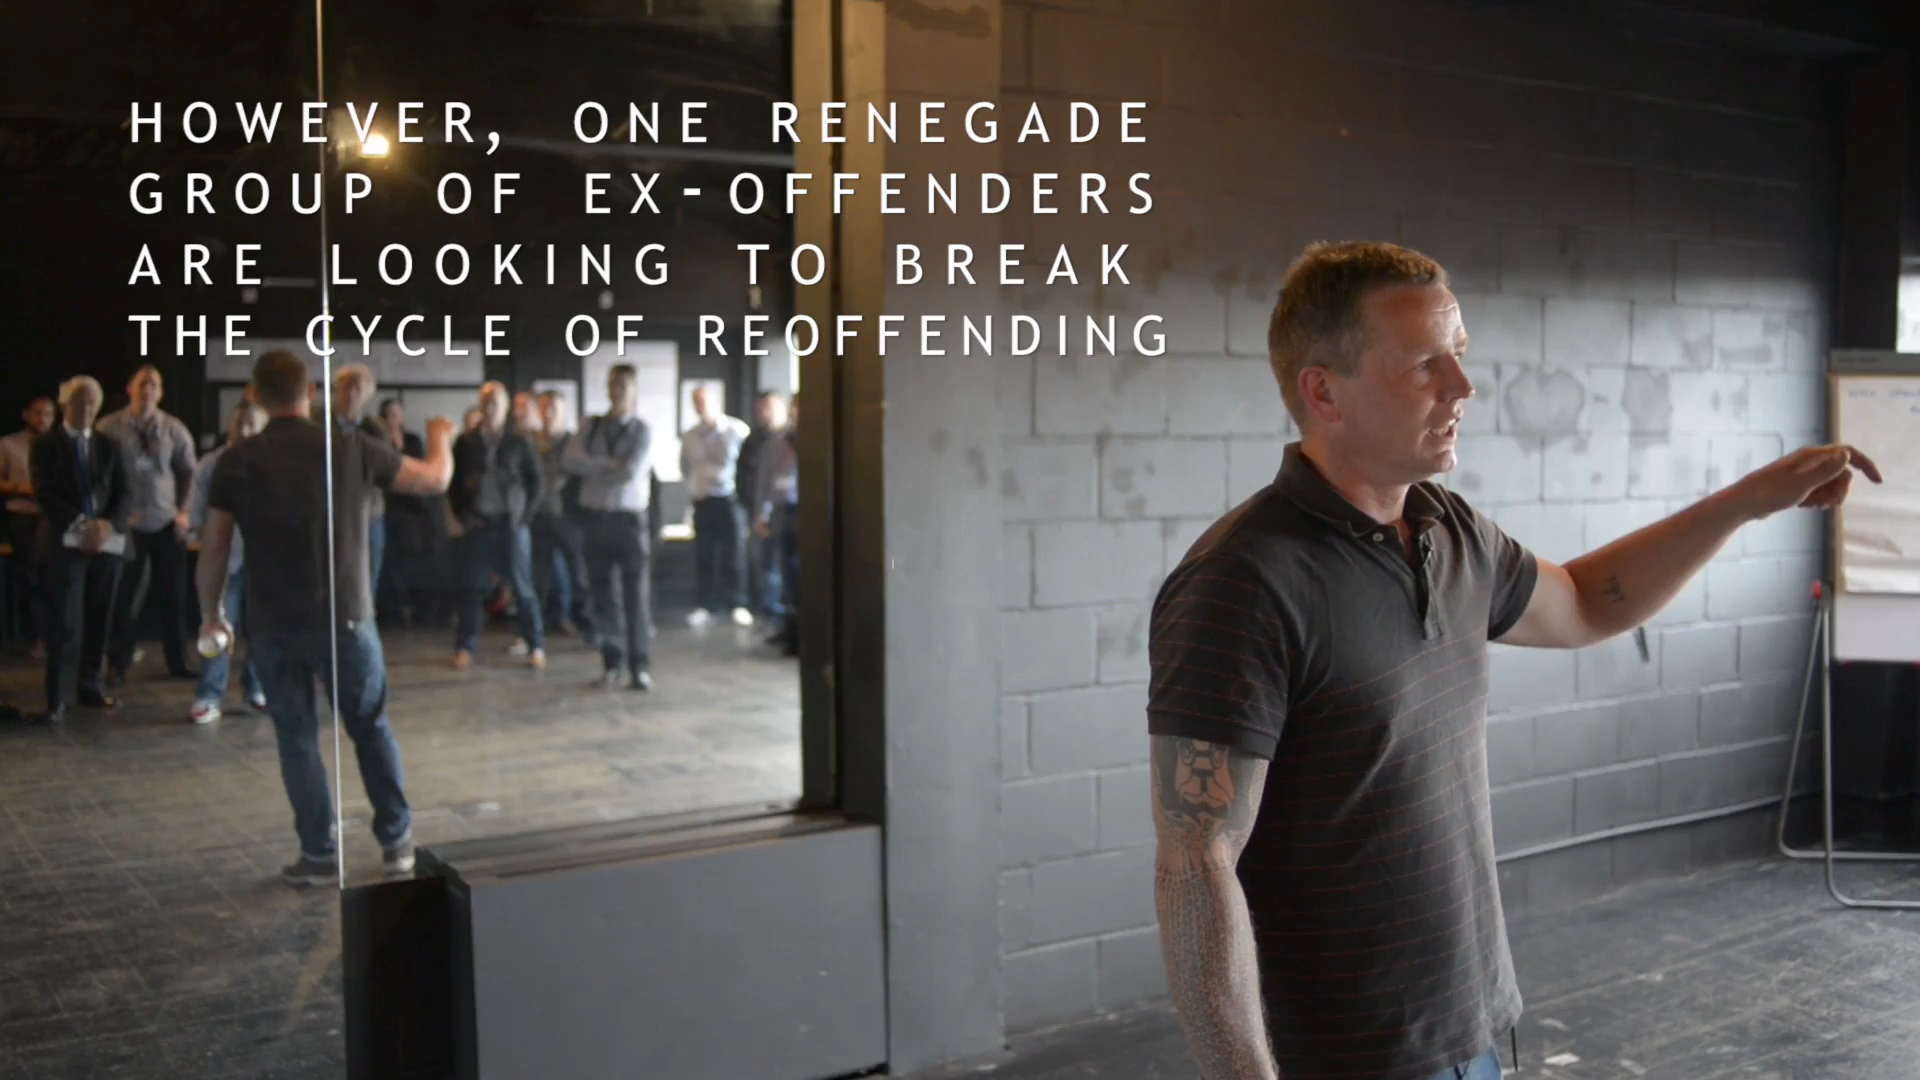 HOWEVER, ONE RENEGADE
GROUP OF EX-OFFENDERS
ARE LOOKING TO BREAK
THE CYCLE OF REOFFENDING